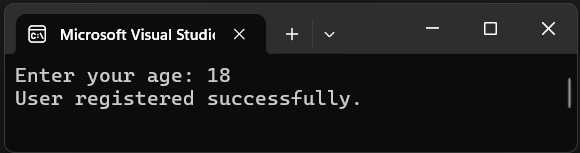 Microsoft Visual Studi
Enter your age: 18
User registered successfully.